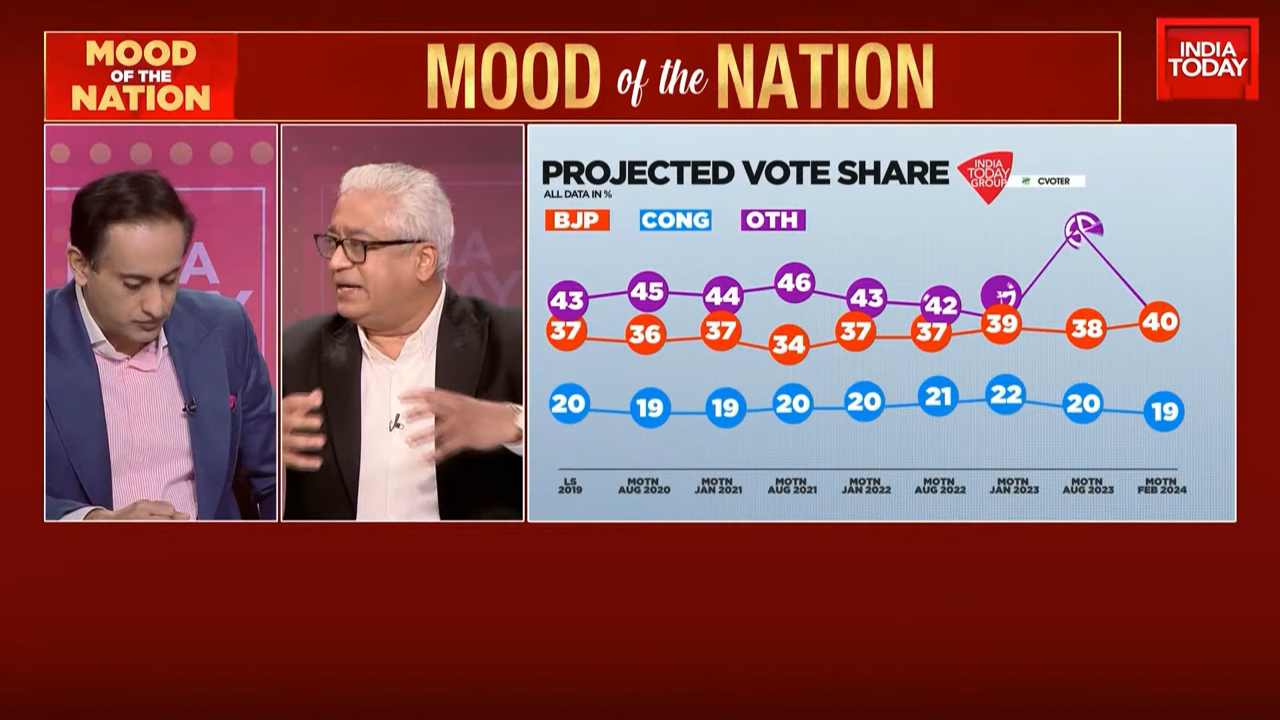 MOOD
OF THE
NATION
MOOD of the NATION
INDIA
TODAY
PROJECTED VOTE SHARE
INDIA
TODAY
GROUP
CVOTER
ALL DATA IN %
BJP CONG OTH
43 45 44 46 43 42
37 36 37 34 37 37 39 38 40
20 19 19 20 20 21 22 20 19
LS
2019
MOTN
AUG 2020
MOTN
JAN 2021
MOTN
AUG 2021
MOTN
JAN 2022
MOTN
AUG 2022
MOTN
JAN 2023
MOTN
AUG 2023
MOTN
FEB 2024